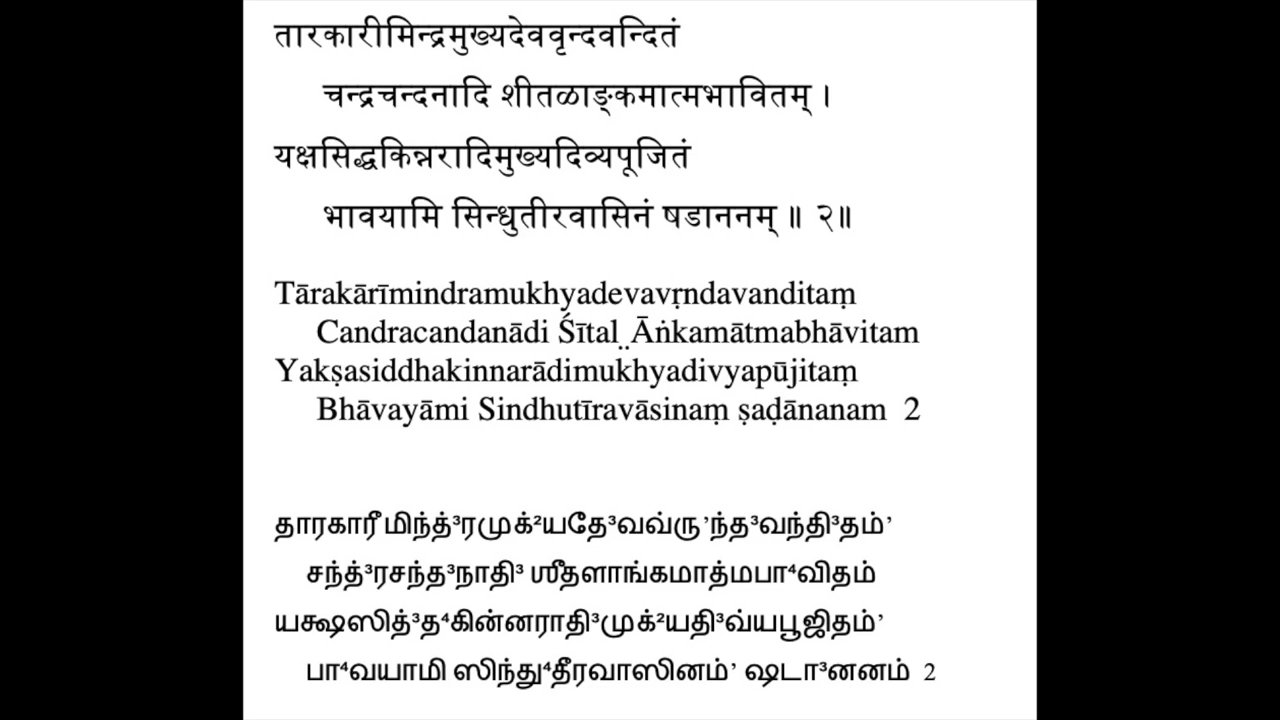 तारकारीमिन्द्रमुख्यदेववृन्दवन्दितं
चन्द्रचन्दनादि शीतळाङ्कमात्मभावितम् ।
यक्षसिद्धकिन्नरादिमुख्यदिव्यपूजितं
भावयामि सिन्धुतीरवासिनं षडाननम् ॥ २॥
Tārakārīmindramukhyadevavṛndavanditaṃ
Candracandanādi Śītal̤Āṅkamātmabhāvitam
Yakṣasiddhakinnarādimukhyadivyapūjitaṃ
Bhāvayāmi Sindhutīravāsinaṃ ṣaḍānanam 2
தாரகாரீமிந்த்³ரமுக்²யதே³வவ்ரு’ந்த³வந்தி³தம்’
சந்த்³ரசந்த³நாதி³ ஶீதளாங்கமாத்மபா⁴விதம்
யக்ஷஸித்³த⁴கின்னராதி³முக்²யதி³வ்யபூஜிதம்’
பா⁴வயாமி ஸிந்து⁴தீரவாஸினம்’ ஷடா³னனம் 2